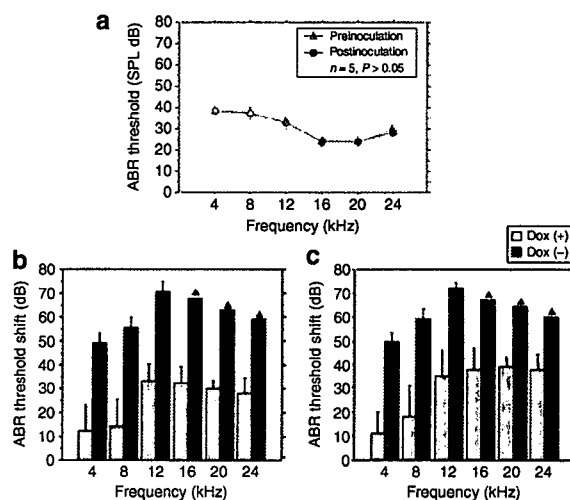 a
ABR threshold (SPL dB)
80
70
60
50
40
30
20
10
0
Preinoculation
Postinoculation
n = 5, P > 0.05
4 8 12 16 20 24
Frequency (kHz)
Dox (+)
Dox (–)
b
ABR threshold shift (dB)
80
70
60
50
40
30
20
10
0
4 8 12 16 20 24
Frequency (kHz)
c
ABR threshold shift (dB)
80
70
60
50
40
30
20
10
0
4 8 12 16 20 24
Frequency (kHz)